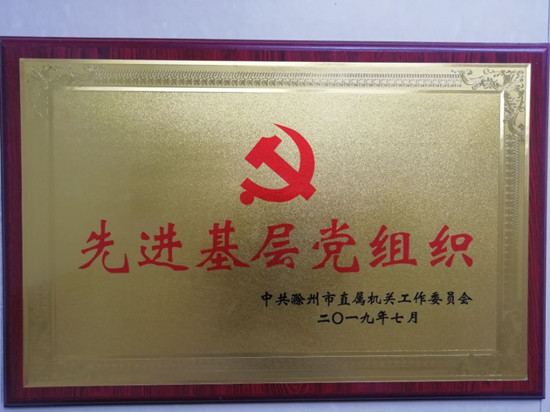 先进基层党组织
中共滁州市直属机关工作委员会
二〇一九年七月